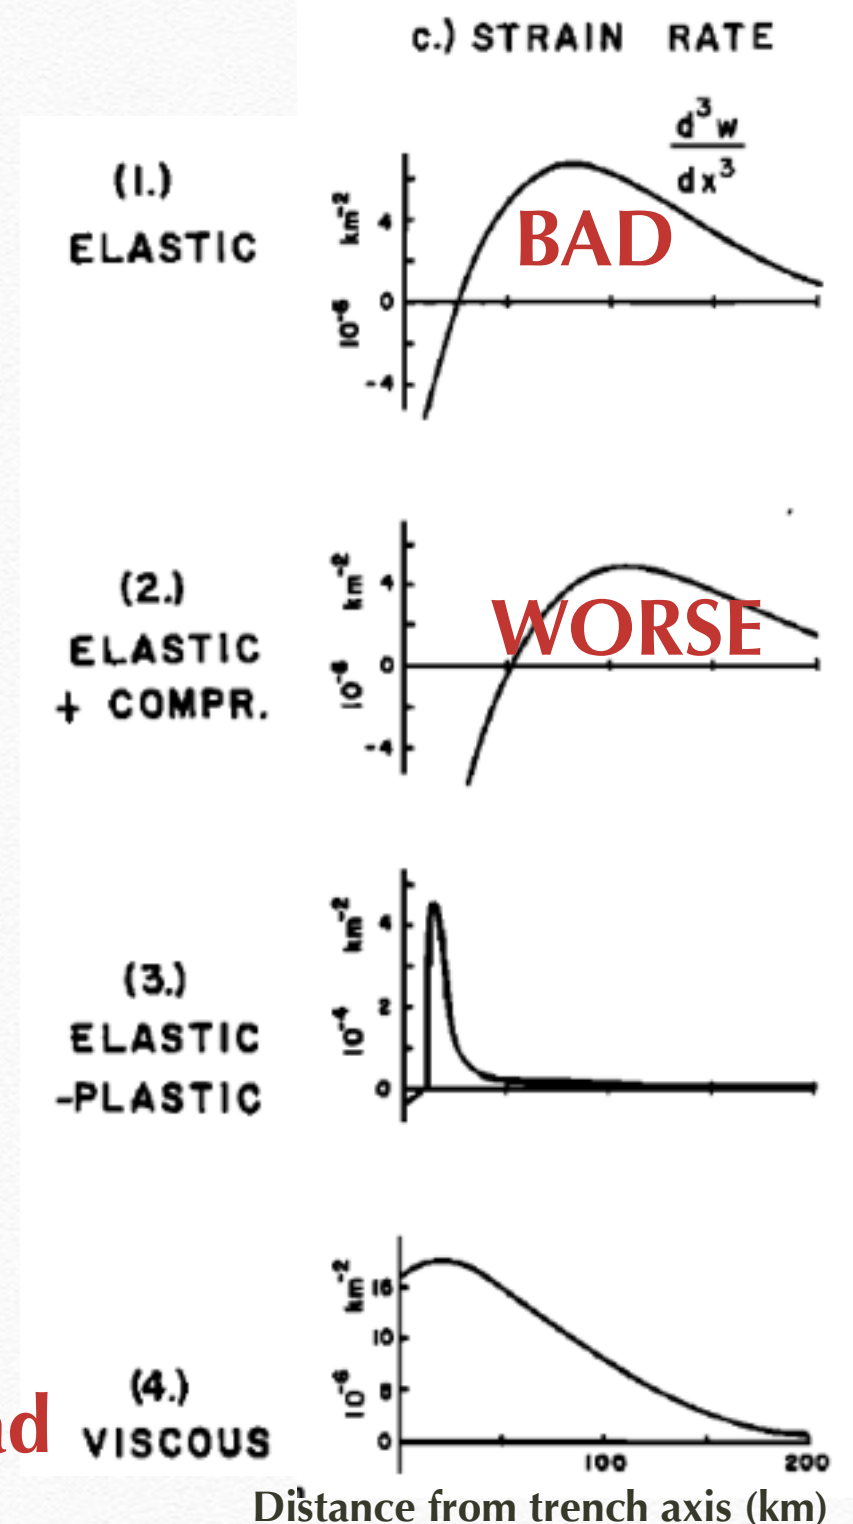 c.) STRAIN RATE
d³w
dx³
(1.)
ELASTIC
10⁻⁶ km⁻²
4
0
-4
BAD
(2.)
ELASTIC
+ COMPR.
10⁻⁶ km⁻²
4
0
-4
WORSE
(3.)
ELASTIC
-PLASTIC
10⁻⁴ km⁻²
4
2
0
(4.)
VISCOUS
10⁻⁶ km⁻²
15
10
5
0
100
200
Distance from trench axis (km)